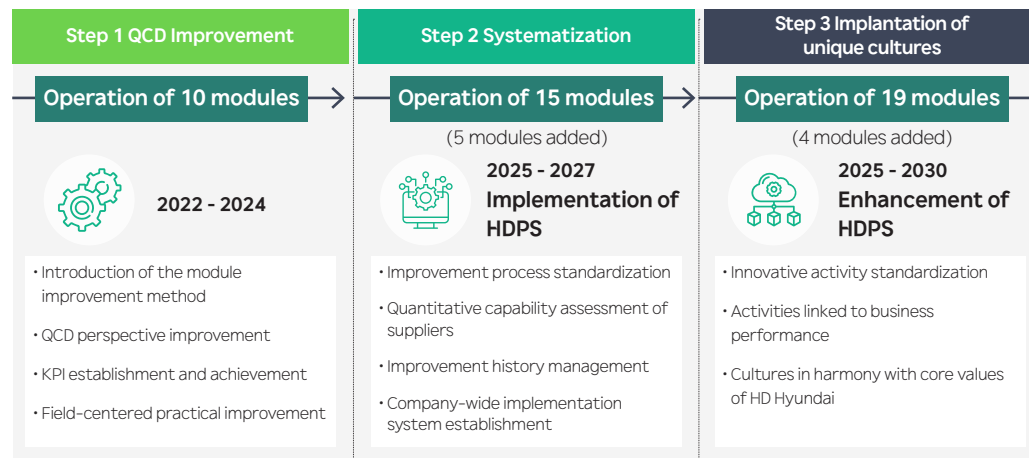 Step 1 QCD Improvement
Operation of 10 modules
2022 - 2024
• Introduction of the module
improvement method
• QCD perspective improvement
• KPI establishment and achievement
• Field-centered practical improvement
Step 2 Systematization
Operation of 15 modules
(5 modules added)
2025 - 2027
Implementation of
HDPS
• Improvement process standardization
• Quantitative capability assessment of
suppliers
• Improvement history management
• Company-wide implementation
system establishment
Step 3 Implantation of
unique cultures
Operation of 19 modules
(4 modules added)
2025 - 2030
Enhancement of
HDPS
• Innovative activity standardization
• Activities linked to business
performance
• Cultures in harmony with core values
of HD Hyundai